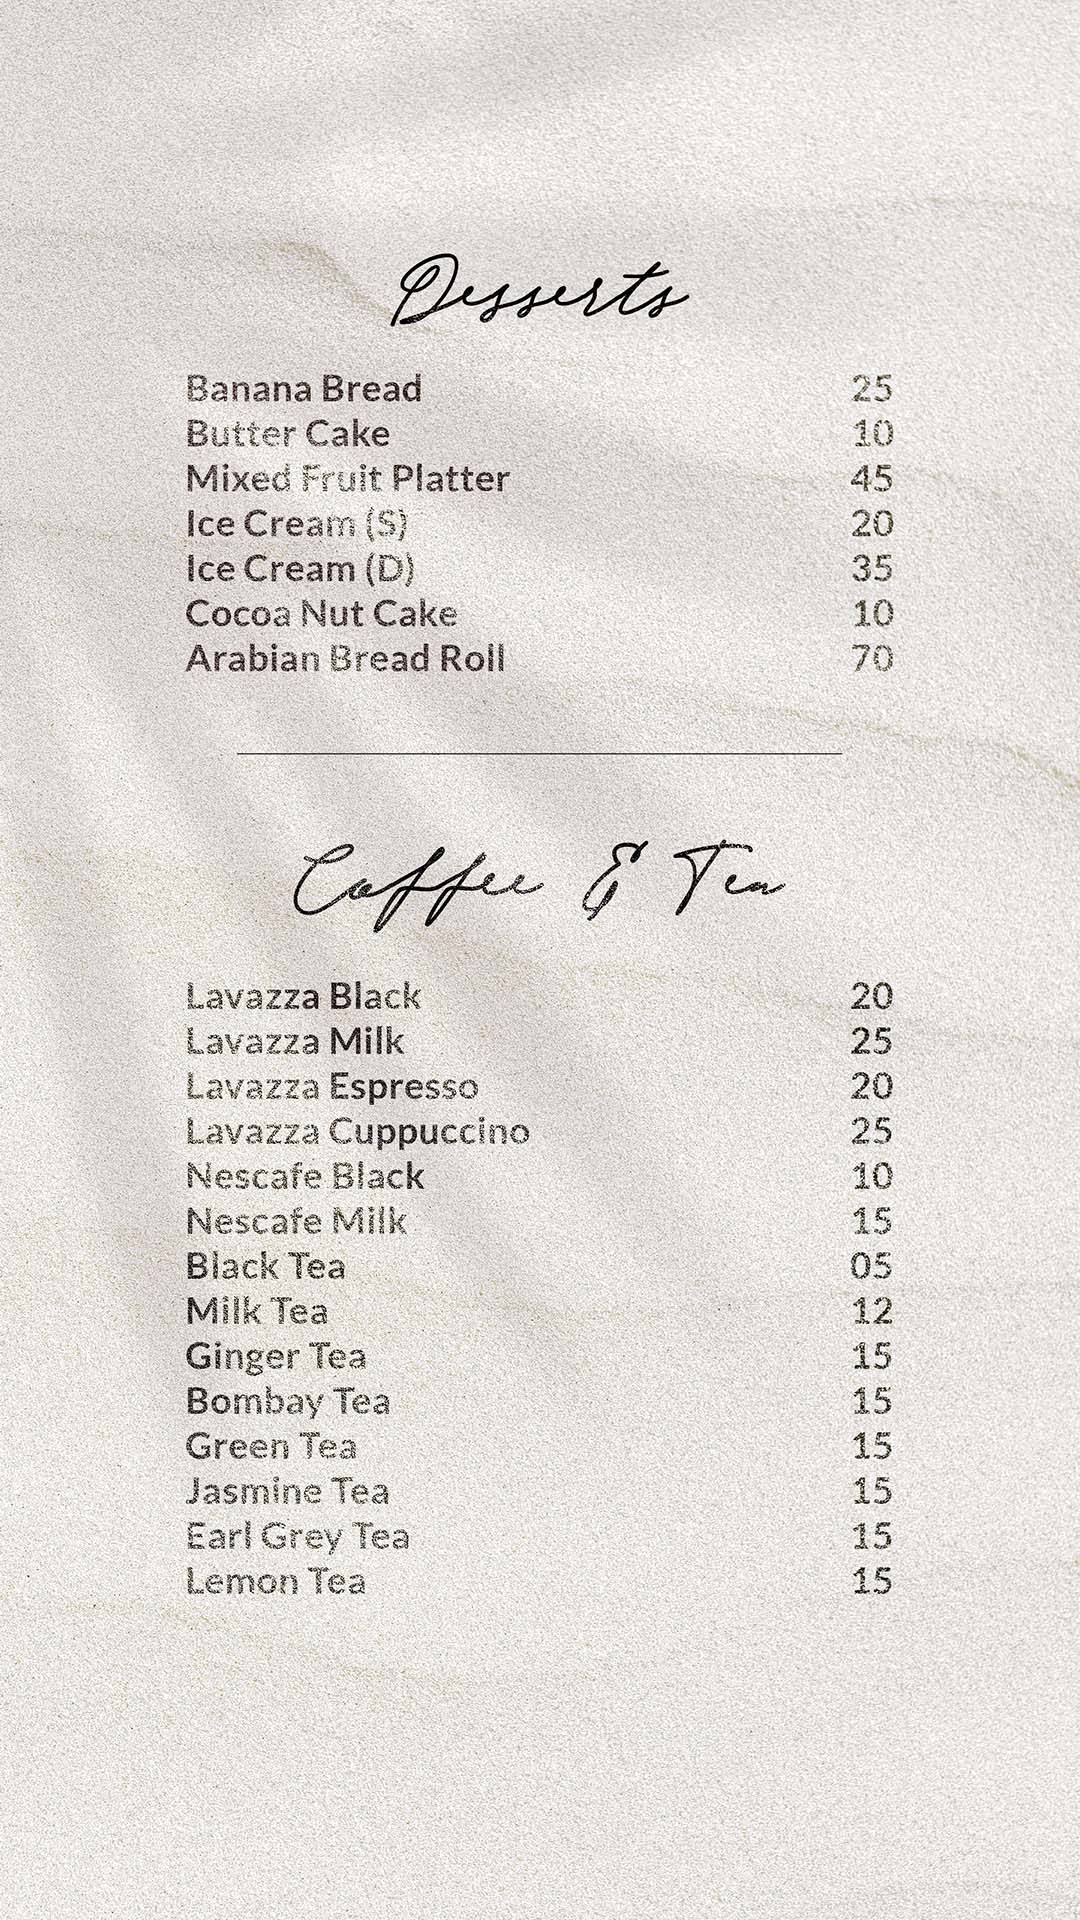 Desserts
Banana Bread 25
Butter Cake 10
Mixed Fruit Platter 45
Ice Cream (S) 20
Ice Cream (D) 35
Cocoa Nut Cake 10
Arabian Bread Roll 70
Coffee & Tea
Lavazza Black 20
Lavazza Milk 25
Lavazza Espresso 20
Lavazza Cuppuccino 25
Nescafe Black 10
Nescafe Milk 15
Black Tea 05
Milk Tea 12
Ginger Tea 15
Bombay Tea 15
Green Tea 15
Jasmine Tea 15
Earl Grey Tea 15
Lemon Tea 15